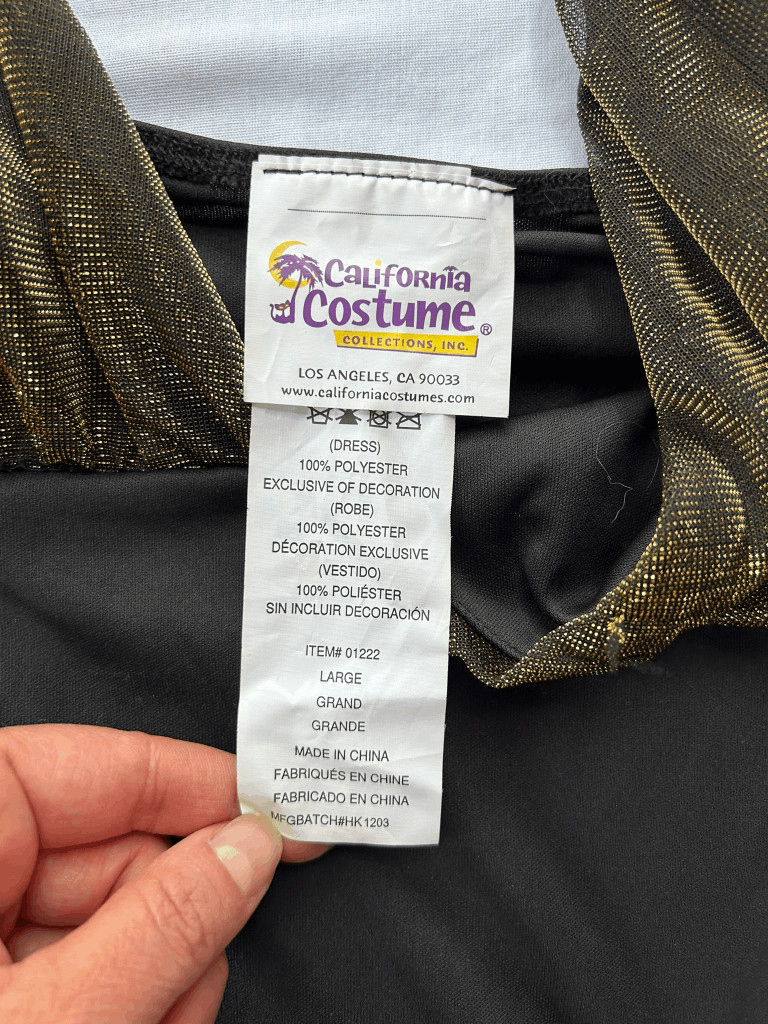 California
Costume®
COLLECTIONS, INC.
LOS ANGELES, CA 90033
www.californiacostumes.com
(DRESS)
100% POLYESTER
EXCLUSIVE OF DECORATION
(ROBE)
100% POLYESTER
DÉCORATION EXCLUSIVE
(VESTIDO)
100% POLIÉSTER
SIN INCLUIR DECORACIÓN
ITEM# 01222
LARGE
GRAND
GRANDE
MADE IN CHINA
FABRIQUÉS EN CHINE
FABRICADO EN CHINA
MFGBATCH#HK1203